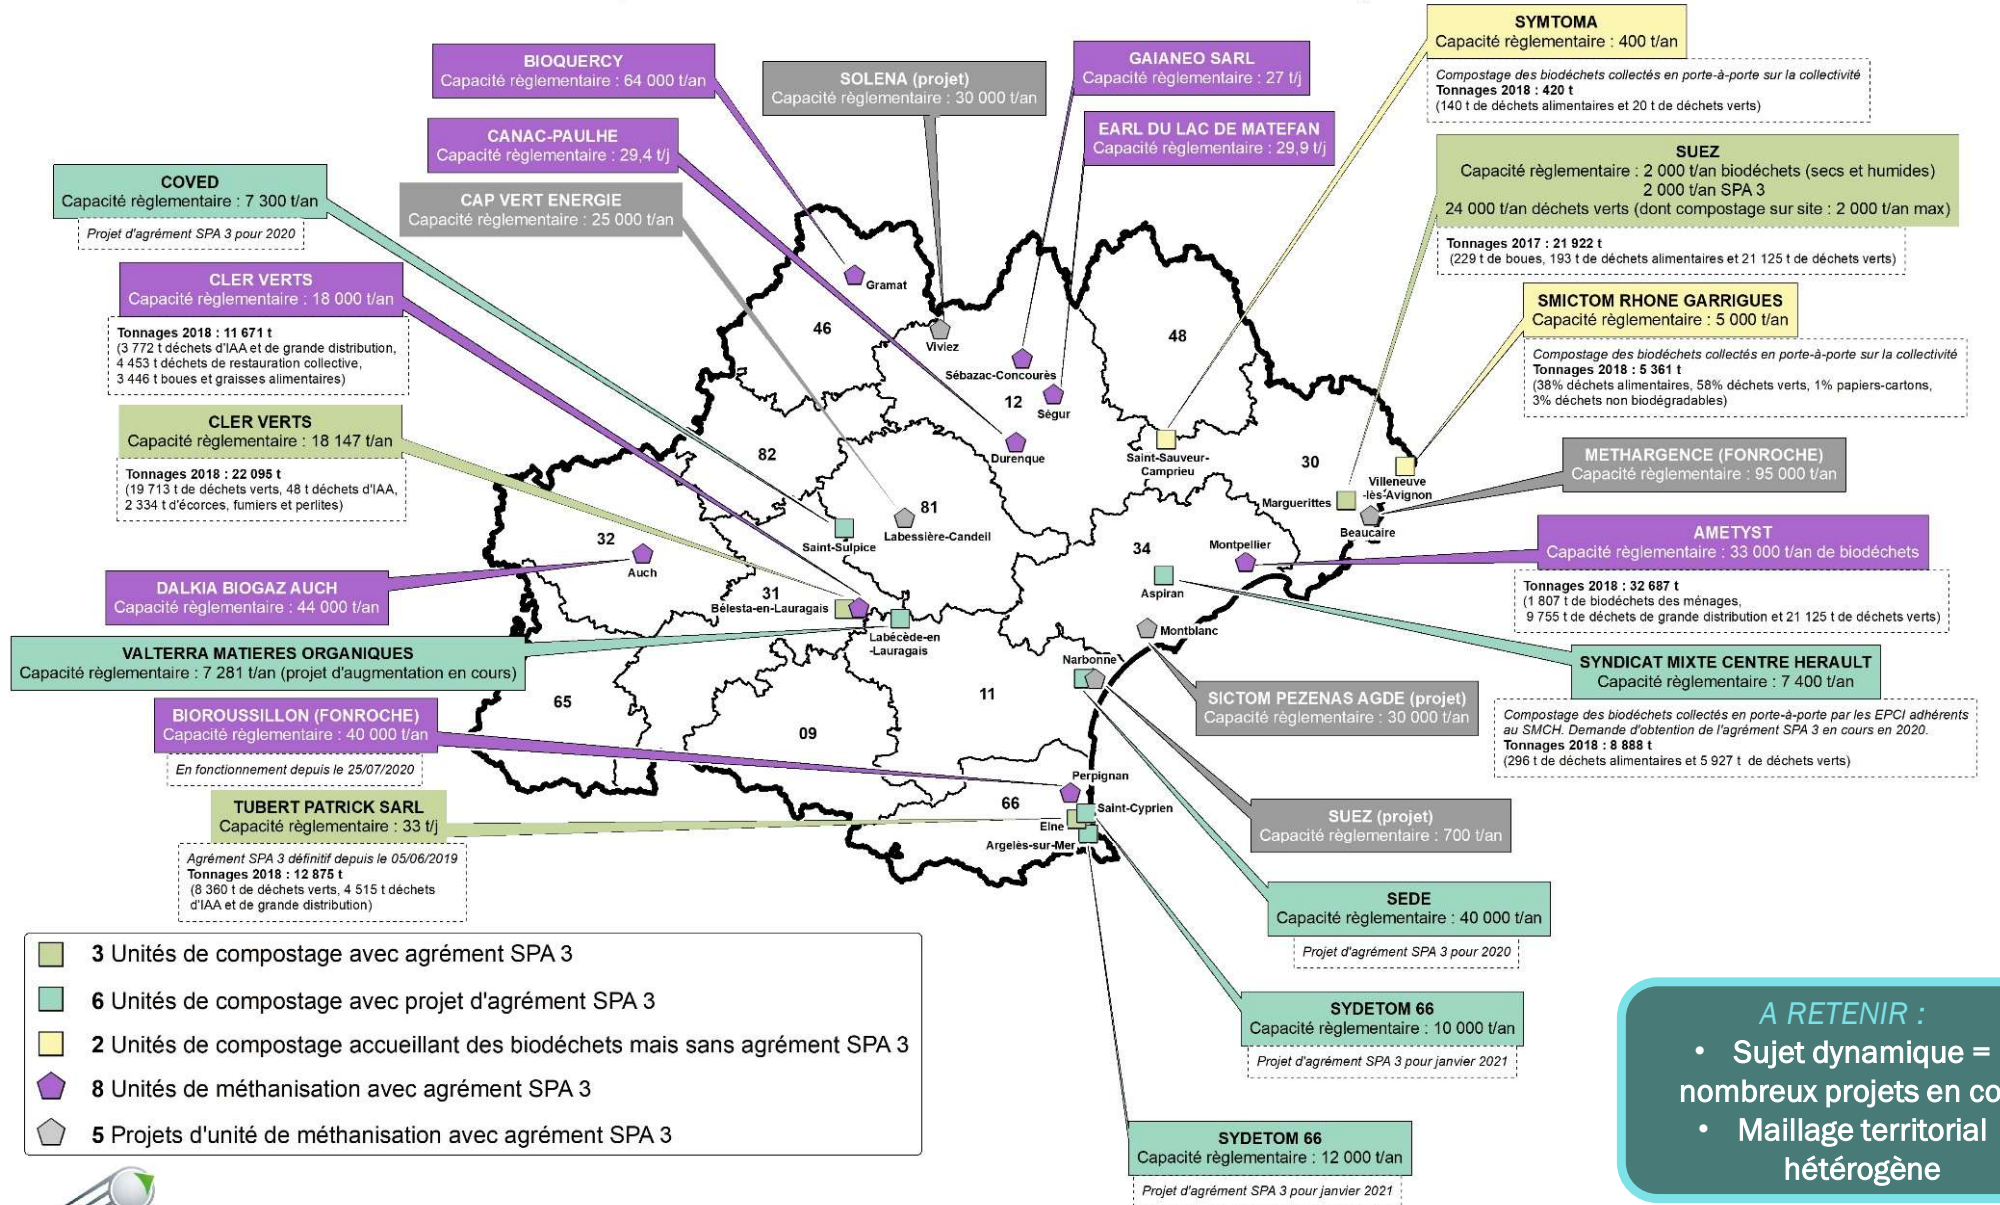 SYMTOMA
Capacité règlementaire : 400 t/an
Compostage des biodéchets collectés en porte-à-porte sur la collectivité
Tonnages 2018 : 420 t
(140 t de déchets alimentaires et 20 t de déchets verts)
BIOQUERCY
Capacité règlementaire : 64 000 t/an
SOLENA (projet)
Capacité règlementaire : 30 000 t/an
GAIANEO SARL
Capacité règlementaire : 27 t/j
CANAC-PAULHE
Capacité règlementaire : 29,4 t/j
EARL DU LAC DE MATEFAN
Capacité règlementaire : 29,9 t/j
SUEZ
Capacité règlementaire : 2 000 t/an biodéchets (secs et humides)
2 000 t/an SPA 3
24 000 t/an déchets verts (dont compostage sur site : 2 000 t/an max)
Tonnages 2017 : 21 922 t
(229 t de boues, 193 t de déchets alimentaires et 21 125 t de déchets verts)
COVED
Capacité règlementaire : 7 300 t/an
Projet d'agrément SPA 3 pour 2020
CAP VERT ENERGIE
Capacité règlementaire : 25 000 t/an
CLER VERTS
Capacité règlementaire : 18 000 t/an
Tonnages 2018 : 11 671 t
(3 772 t déchets d'IAA et de grande distribution,
4 453 t déchets de restauration collective,
3 446 t boues et graisses alimentaires)
SMICTOM RHONE GARRIGUES
Capacité règlementaire : 5 000 t/an
Compostage des biodéchets collectés en porte-à-porte sur la collectivité
Tonnages 2018 : 5 361 t
(38% déchets alimentaires, 58% déchets verts, 1% papiers-cartons,
3% déchets non biodégradables)
CLER VERTS
Capacité règlementaire : 18 147 t/an
Tonnages 2018 : 22 095 t
(19 713 t de déchets verts, 48 t déchets d'IAA,
2 334 t d'écorces, fumiers et perlites)
METHARGENCE (FONROCHE)
Capacité règlementaire : 95 000 t/an
AMETYST
Capacité règlementaire : 33 000 t/an de biodéchets
Tonnages 2018 : 32 687 t
(1 807 t de biodéchets des ménages,
9 755 t de déchets de grande distribution et 21 125 t de déchets verts)
DALKIA BIOGAZ AUCH
Capacité règlementaire : 44 000 t/an
VALTERRA MATIERES ORGANIQUES
Capacité règlementaire : 7 281 t/an (projet d'augmentation en cours)
SYNDICAT MIXTE CENTRE HERAULT
Capacité règlementaire : 7 400 t/an
Compostage des biodéchets collectés en porte-à-porte par les EPCI adhérents
au SMCH. Demande d'obtention de l'agrément SPA 3 en cours en 2020.
Tonnages 2018 : 8 888 t
(296 t de déchets alimentaires et 5 927 t de déchets verts)
SICTOM PEZENAS AGDE (projet)
Capacité règlementaire : 30 000 t/an
BIOROUSSILLON (FONROCHE)
Capacité règlementaire : 40 000 t/an
En fonctionnement depuis le 25/07/2020
TUBERT PATRICK SARL
Capacité règlementaire : 33 t/j
Agrément SPA 3 définitif depuis le 05/06/2019
Tonnages 2018 : 12 875 t
(8 360 t de déchets verts, 4 515 t déchets
d'IAA et de grande distribution)
SUEZ (projet)
Capacité règlementaire : 700 t/an
SEDE
Capacité règlementaire : 40 000 t/an
Projet d'agrément SPA 3 pour 2020
SYDETOM 66
Capacité règlementaire : 10 000 t/an
Projet d'agrément SPA 3 pour janvier 2021
SYDETOM 66
Capacité règlementaire : 12 000 t/an
Projet d'agrément SPA 3 pour janvier 2021
Gramat
46
Viviez
48
Sébazac-Concourès
12
Ségur
Durenque
82
Saint-Sauveur-
Camprieu
30
Villeneuve
-lès-Avignon
Marguerittes
Beaucaire
81
Labessière-Candeil
Saint-Sulpice
32
Auch
34
Montpellier
Aspiran
31
Bélesta-en-Lauragais
Labécède-en
-Lauragais
Montblanc
Narbonne
11
65
09
Perpignan
66
Saint-Cyprien
Elne
Argelès-sur-Mer
3 Unités de compostage avec agrément SPA 3
6 Unités de compostage avec projet d'agrément SPA 3
2 Unités de compostage accueillant des biodéchets mais sans agrément SPA 3
8 Unités de méthanisation avec agrément SPA 3
5 Projets d'unité de méthanisation avec agrément SPA 3
A RETENIR :
• Sujet dynamique =
nombreux projets en co
• Maillage territorial
hétérogène